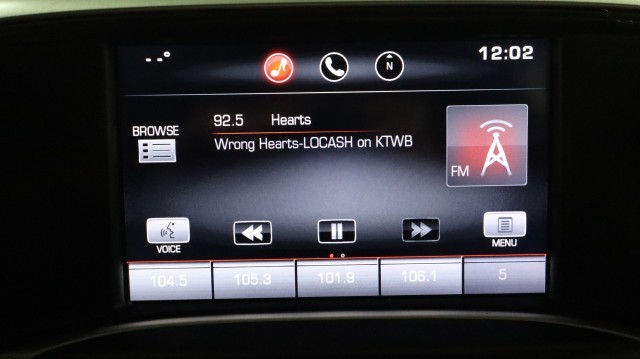 --° N 12:02
92.5 Hearts
BROWSE
Wrong Hearts-LOCASH on KTWB
FM
VOICE MENU
104.5 105.3 101.9 106.1 5